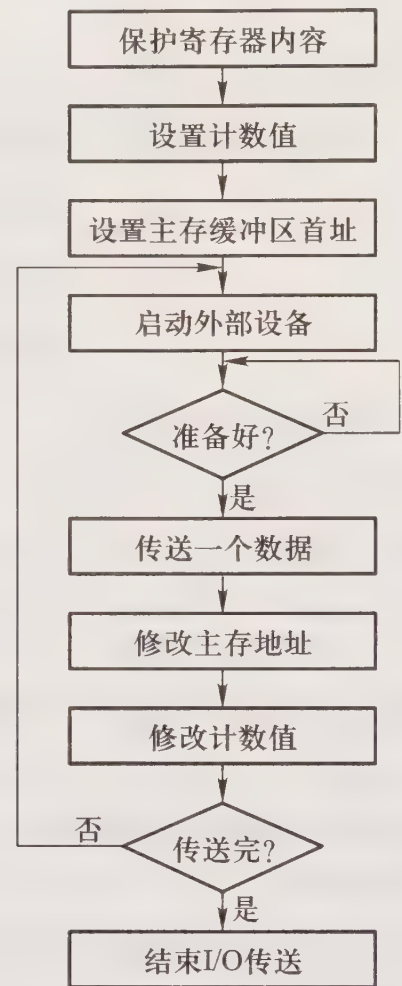 保护寄存器内容
设置计数值
设置主存缓冲区首址
启动外部设备
准备好?
否
是
传送一个数据
修改主存地址
修改计数值
传送完?
否
是
结束I/O传送